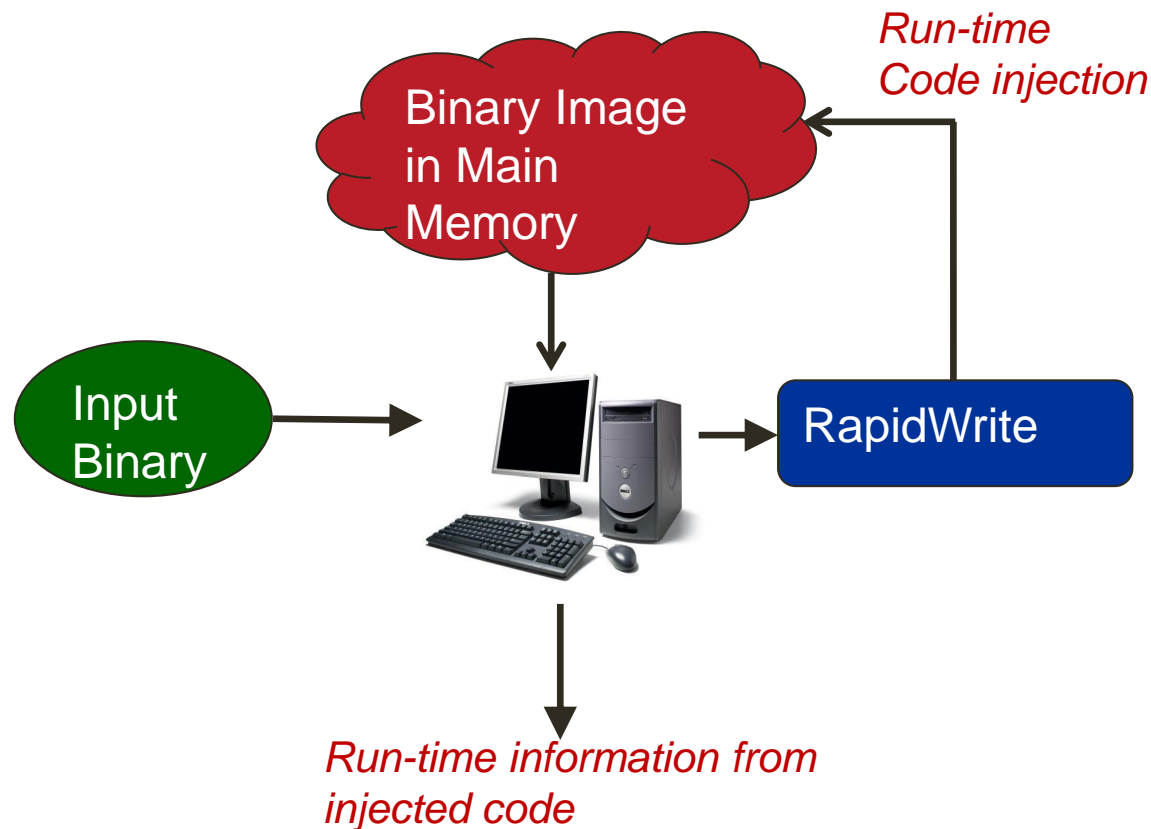 Run-time
Code injection
Binary Image
in Main
Memory
Input
Binary
RapidWrite
Run-time information from
injected code